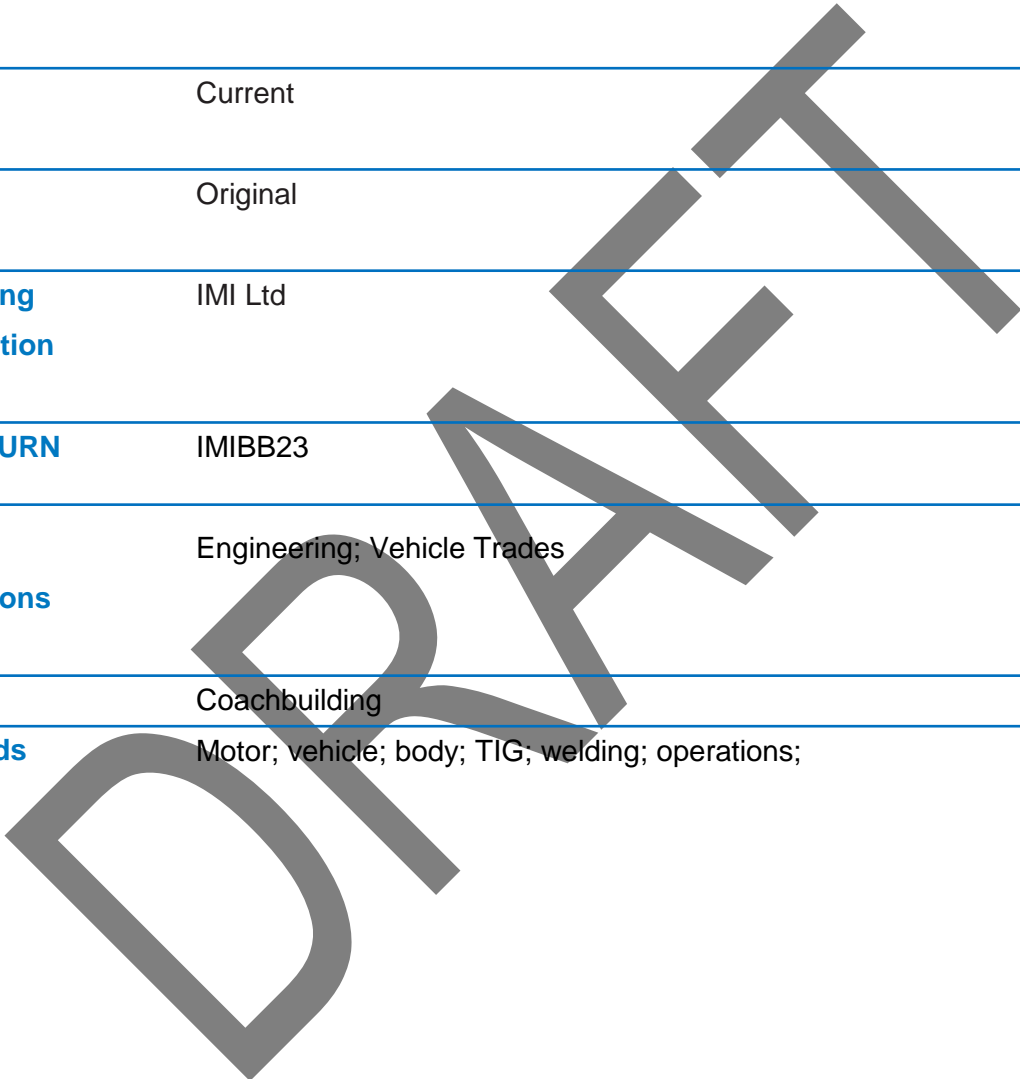 Current
Original
ng IMI Ltd
tion
URN IMIBB23
Engineering; Vehicle Trades
ons
Coachbuilding
ds Motor; vehicle; body; TIG; welding; operations;
DRAFT